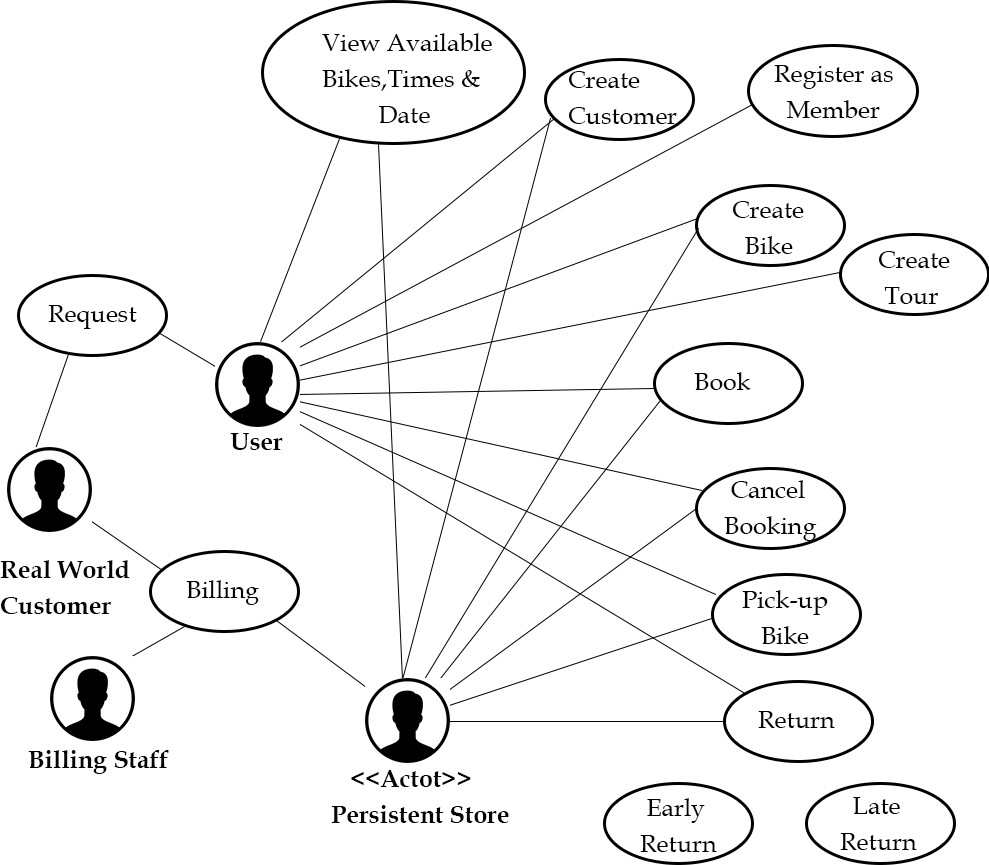 View Available
Bikes,Times &
Date
Create
Customer
Register as
Member
Create
Bike
Create
Tour
Request
Book
User
Cancel
Booking
Real World
Customer
Billing
Pick-up
Bike
Return
Billing Staff
<<Actot>>
Persistent Store
Early
Return
Late
Return